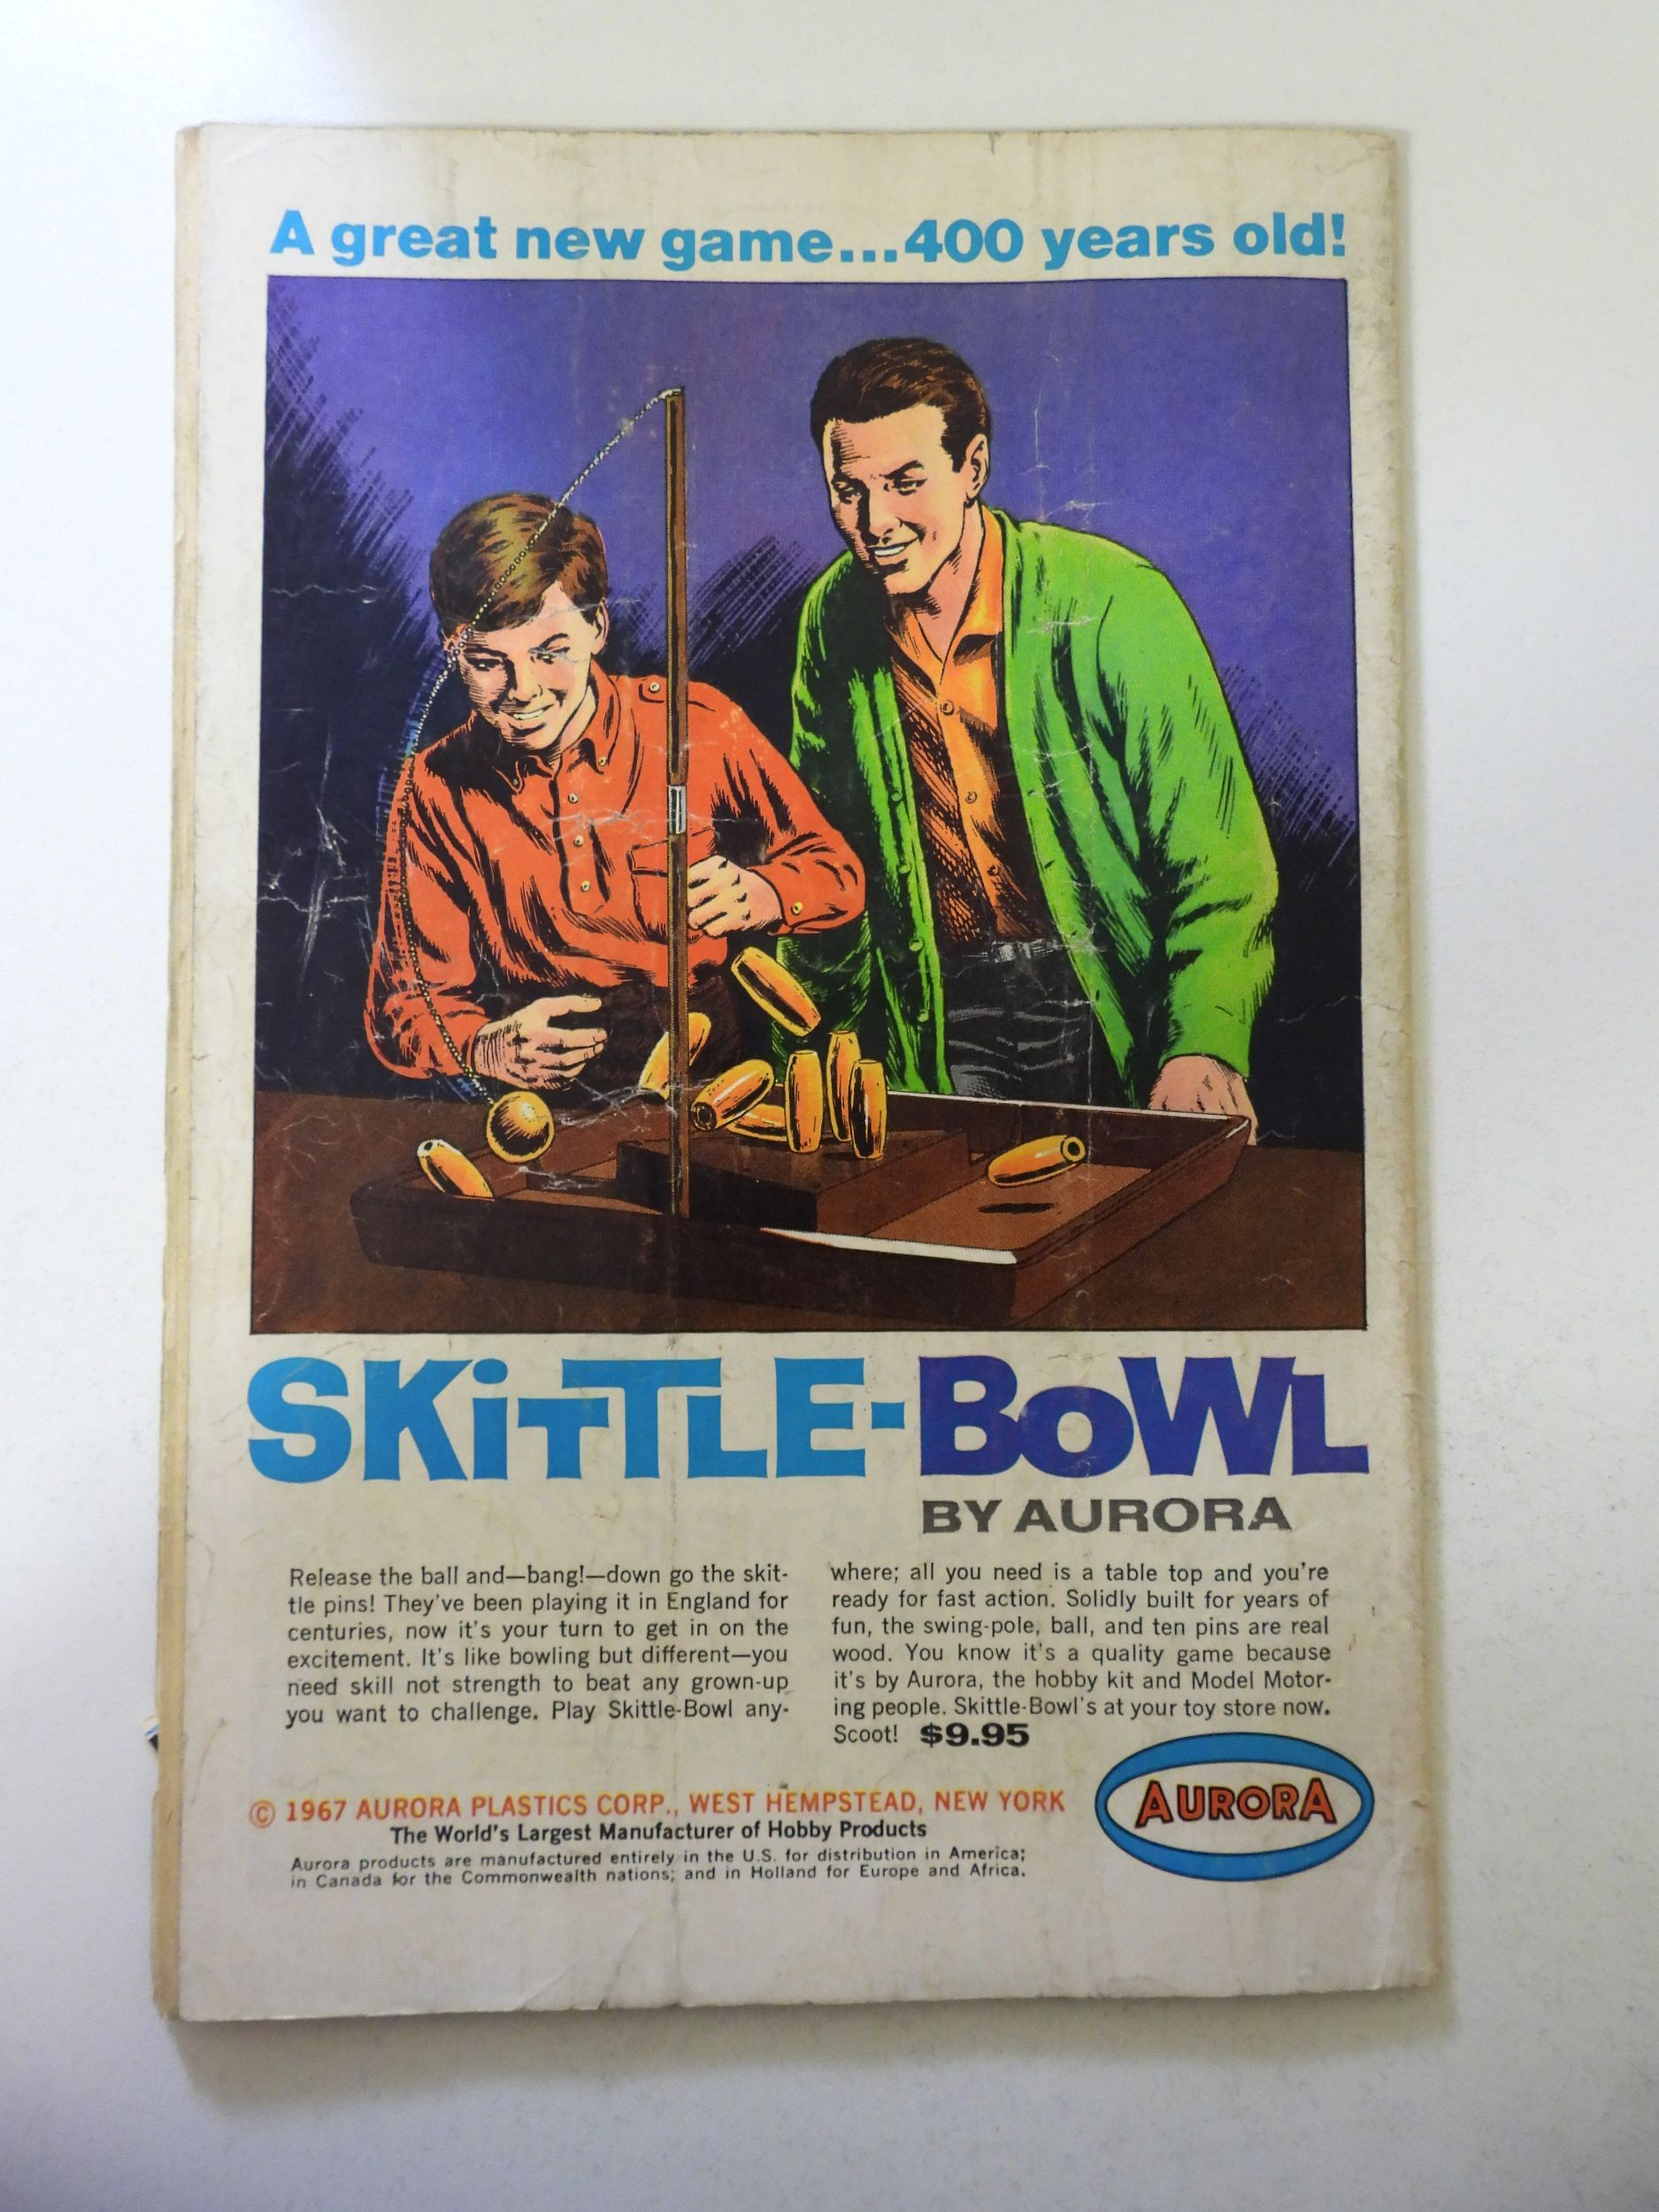 A great new game...400 years old!
SKiTTLE-BoWL
BY AURORA
Release the ball and—bang!—down go the skit-
tle pins! They've been playing it in England for
centuries, now it's your turn to get in on the
excitement. It's like bowling but different—you
need skill not strength to beat any grown-up
you want to challenge. Play Skittle-Bowl any-
where; all you need is a table top and you're
ready for fast action. Solidly built for years of
fun, the swing-pole, ball, and ten pins are real
wood. You know it's a quality game because
it's by Aurora, the hobby kit and Model Motor-
ing people. Skittle-Bowl's at your toy store now.
Scoot! $9.95
© 1967 AURORA PLASTICS CORP., WEST HEMPSTEAD, NEW YORK
The World's Largest Manufacturer of Hobby Products
Aurora products are manufactured entirely in the U.S. for distribution in America;
in Canada for the Commonwealth nations; and in Holland for Europe and Africa.
AURORA